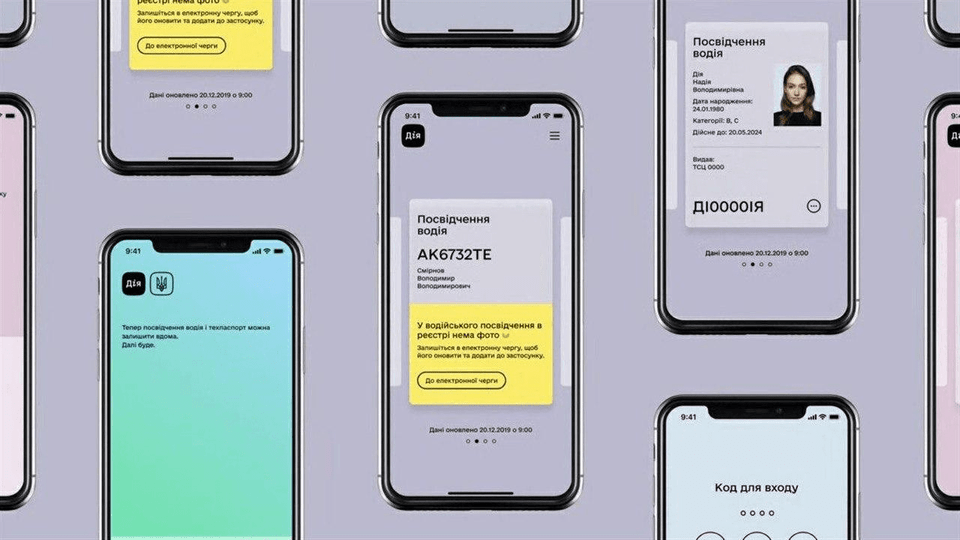 реєстрі нема фото
Запишіться в електронну чергу, щоб
його оновити та додати до застосунку.
До електронної черги
Дані оновлено 20.12.2019 о 9:00
9:41
Дія
Тепер посвідчення водія і техпаспорт можна
залишити вдома.
Далі буде.
9:41
Дія
Посвідчення
водія
AK6732TE
Смірнов
Володимир
Володимирович
У водійського посвідчення в
реєстрі нема фото
Запишіться в електронну чергу, щоб
його оновити та додати до застосунку.
До електронної черги
Дані оновлено 20.12.2019 о 9:00
Посвідчення
водія
Дія
Надія
Володимирівна
Дата народження:
24.01.1980
Категорії: B, C
Дійсне до: 20.05.2024
Видав:
ТСЦ 0000
ДІ0000ІЯ
Дані оновлено 20.12.2019 о 9:00
9:41
Код для входу
9:41